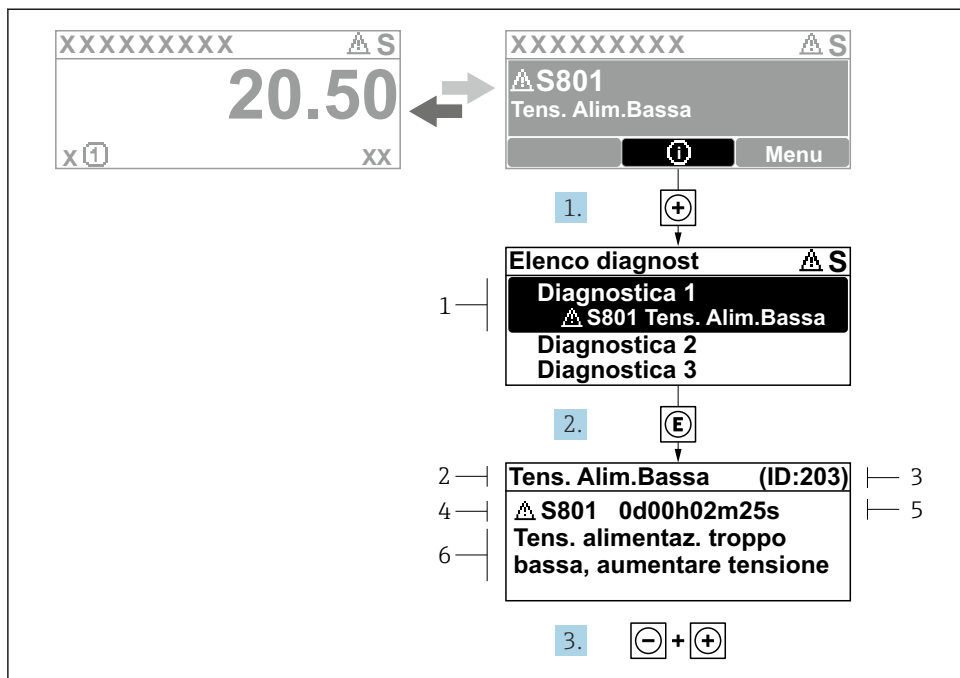 XXXXXXXXX ⚠ S
20.50
X ① XX
XXXXXXXXX ⚠ S
⚠ S801
Tens. Alim.Bassa
ⓘ Menu
1. +
Elenco diagnost ⚠ S
1 Diagnostica 1
⚠ S801 Tens. Alim.Bassa
Diagnostica 2
Diagnostica 3
2. E
2 Tens. Alim.Bassa (ID:203) 3
4 ⚠ S801 0d00h02m25s 5
6 Tens. alimentaz. troppo
bassa, aumentare tensione
3. − + +